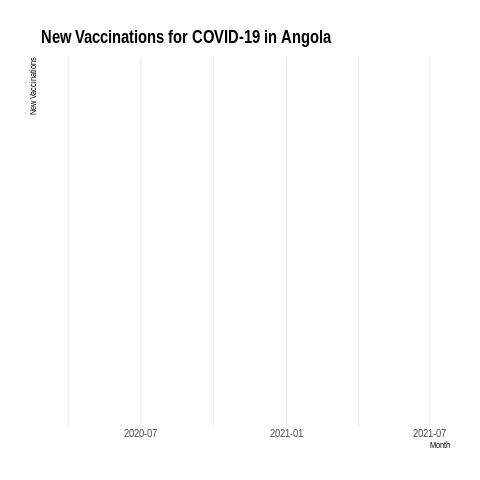 New Vaccinations for COVID-19 in Angola
New Vaccinations
2020-07
2021-01
2021-07
Month